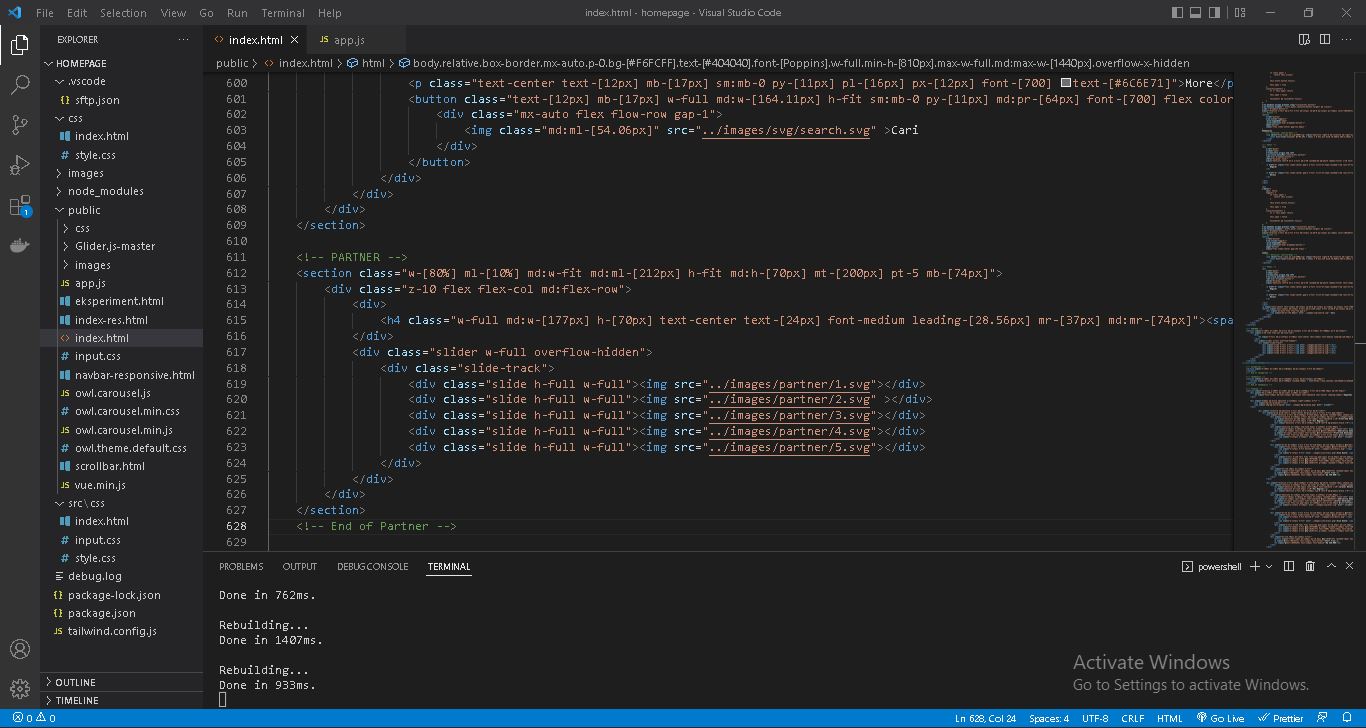 File Edit Selection View Go Run Terminal Help
index.html - homepage - Visual Studio Code
EXPLORER
HOMEPAGE
.vscode
sftp.json
css
index.html
style.css
images
node_modules
public
css
Glider.js-master
images
app.js
eksperiment.html
index-res.html
index.html
input.css
navbar-responsive.html
owl.carousel.js
owl.carousel.min.css
owl.carousel.min.js
owl.theme.default.css
scrollbar.html
vue.min.js
src\css
index.html
input.css
style.css
debug.log
package-lock.json
package.json
tailwind.config.js
OUTLINE
TIMELINE
index.html app.js
public > index.html > html > body.relative.box-border.mx-auto.p-0.bg-[#F6FCFF].text-[#404040].font-[Poppins].w-full.min-h-[810px].max-w-full.md:max-w-[1440px].overflow-x-hidden
600 <p class="text-center text-[12px] mb-[17px] sm:mb-0 py-[11px] pl-[16px] px-[12px] font-[700] text-[#6C6E71]">More</p
601 <button class="text-[12px] mb-[17px] w-full md:w-[164.11px] h-fit sm:mb-0 py-[11px] md:pr-[64px] font-[700] flex color
602 <div class="mx-auto flex flow-row gap-1">
603 <img class="md:ml-[54.06px]" src="../images/svg/search.svg" >Cari
604 </div>
605 </button>
606 </div>
607 </div>
608 </div>
609 </section>
610
611 <!-- PARTNER -->
612 <section class="w-[80%] ml-[10%] md:w-fit md:ml-[212px] h-fit md:h-[70px] mt-[200px] pt-5 mb-[74px]">
613 <div class="z-10 flex flex-col md:flex-row">
614 <div>
615 <h4 class="w-full md:w-[177px] h-[70px] text-center text-[24px] font-medium leading-[28.56px] mr-[37px] md:mr-[74px]"><spa
616 </div>
617 <div class="slider w-full overflow-hidden">
618 <div class="slide-track">
619 <div class="slide h-full w-full"><img src="../images/partner/1.svg"></div>
620 <div class="slide h-full w-full"><img src="../images/partner/2.svg" ></div>
621 <div class="slide h-full w-full"><img src="../images/partner/3.svg"></div>
622 <div class="slide h-full w-full"><img src="../images/partner/4.svg"></div>
623 <div class="slide h-full w-full"><img src="../images/partner/5.svg"></div>
624 </div>
625 </div>
626 </div>
627 </section>
628 <!-- End of Partner -->
629
PROBLEMS OUTPUT DEBUG CONSOLE TERMINAL
powershell
Done in 762ms.
Rebuilding...
Done in 1407ms.
Rebuilding...
Done in 933ms.
Activate Windows
Go to Settings to activate Windows.
1
0 0
Ln 628, Col 24 Spaces: 4 UTF-8 CRLF HTML Go Live Prettier